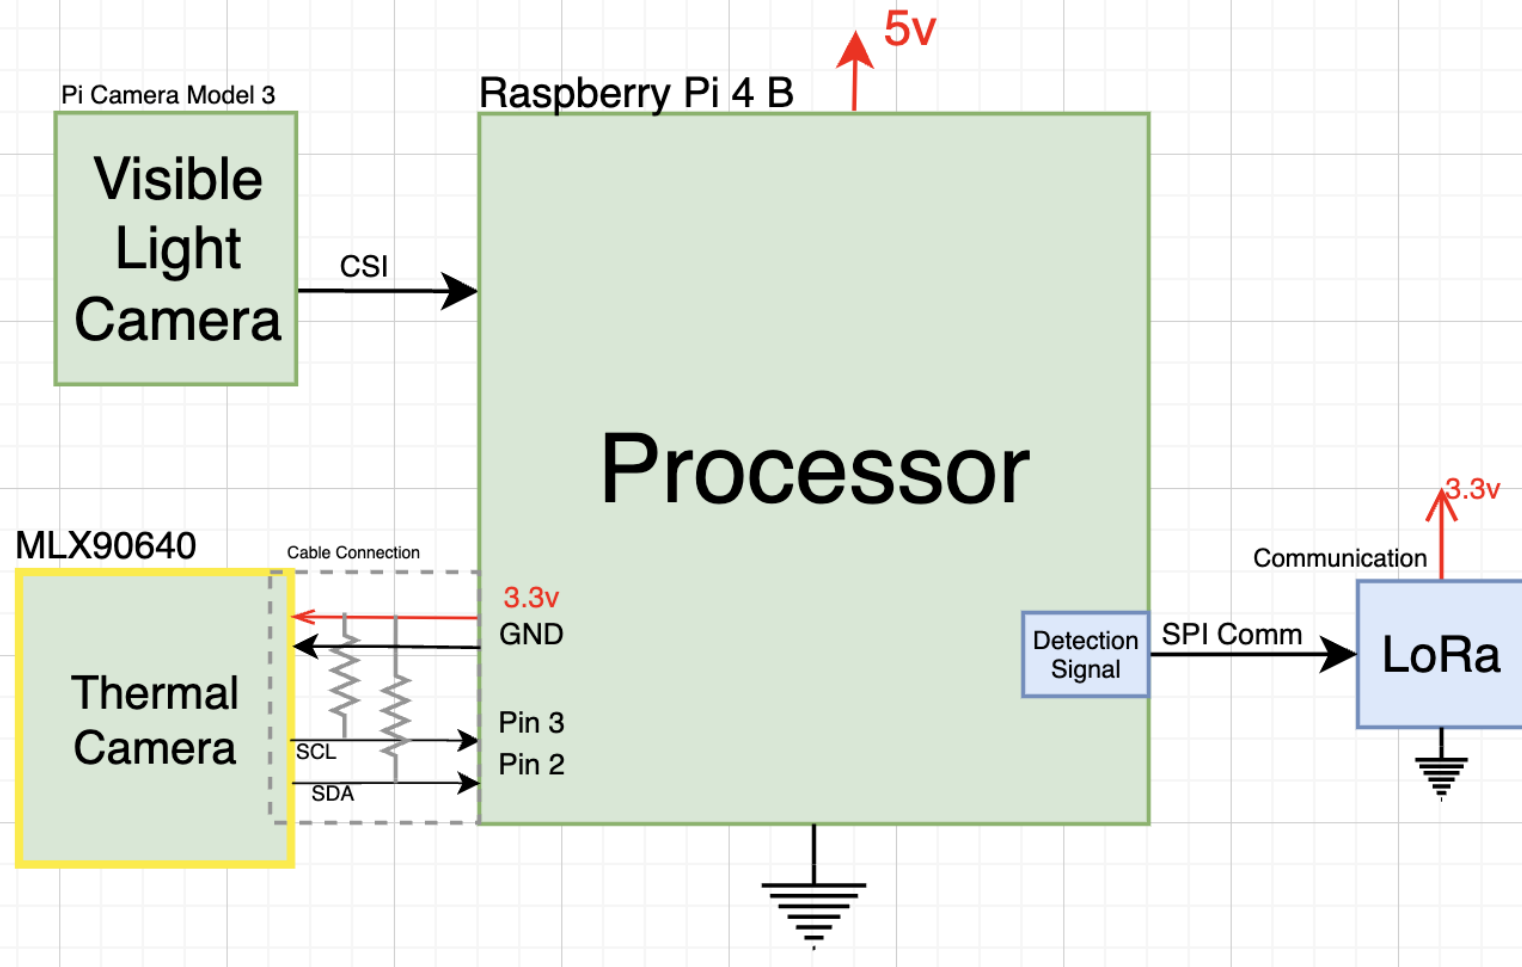 5v
Raspberry Pi 4 B
Pi Camera Model 3
Visible
Light
Camera
CSI
Processor
3.3v
Communication
MLX90640
Cable Connection
3.3v
GND
Detection
Signal
SPI Comm
LoRa
Thermal
Camera
Pin 3
SCL
Pin 2
SDA